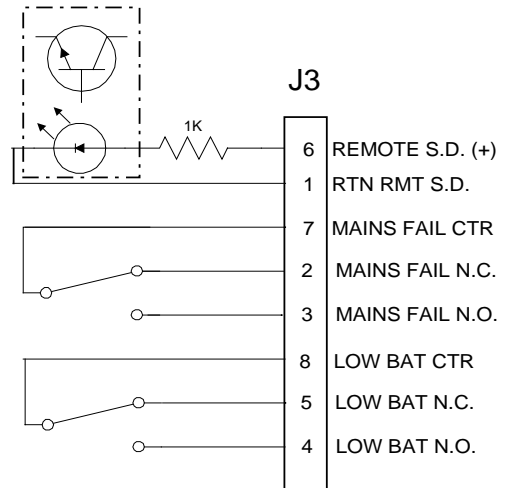 J3
1K
6 REMOTE S.D. (+)
1 RTN RMT S.D.
7 MAINS FAIL CTR
2 MAINS FAIL N.C.
3 MAINS FAIL N.O.
8 LOW BAT CTR
5 LOW BAT N.C.
4 LOW BAT N.O.